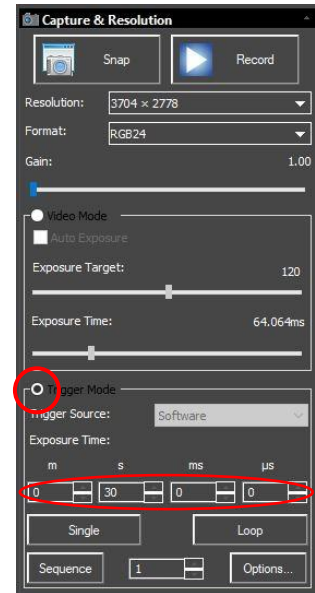 Capture & Resolution
Snap Record
Resolution: 3704 × 2778
Format: RGB24
Gain: 1.00
Video Mode
Auto Exposure
Exposure Target: 120
Exposure Time: 64.064ms
Trigger Mode
Trigger Source: Software
Exposure Time:
m s ms µs
0 30 0 0
Single Loop
Sequence 1 Options...